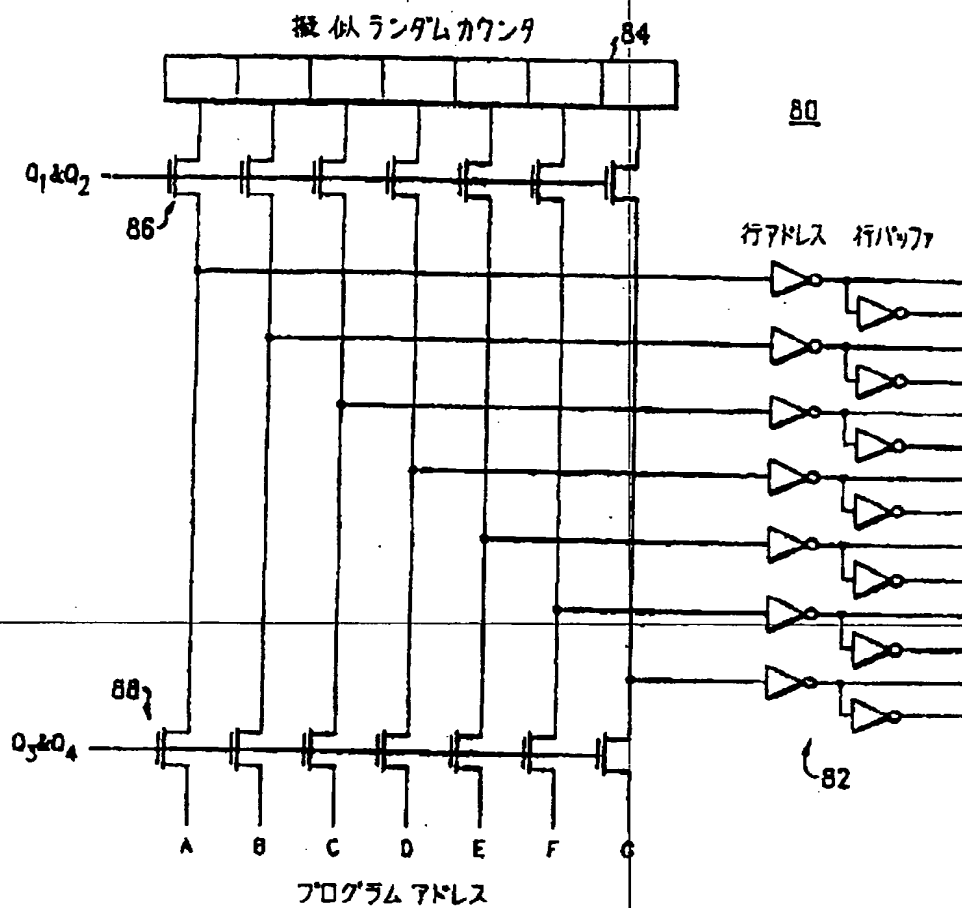 擬似ランダムカウンタ
84
80
Q₁&Q₂
86
行アドレス 行バッファ
88
Q₃&Q₄
82
A B C D E F G
プログラムアドレス